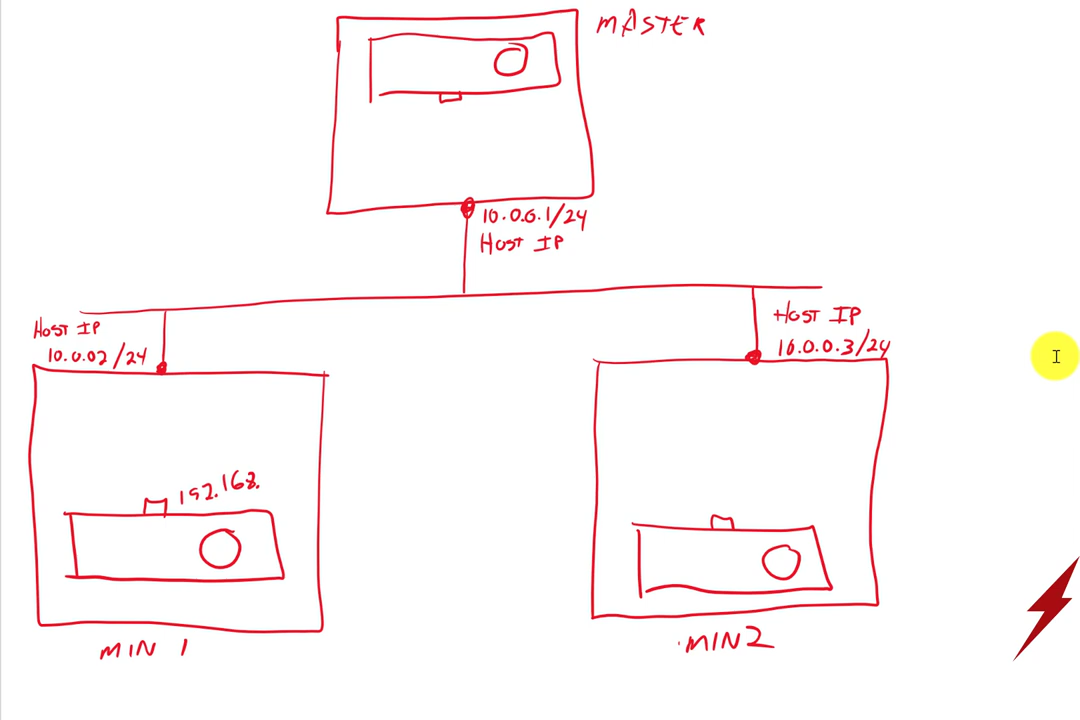 MASTER
10.0.0.1/24
HOST IP
HOST IP
10.0.02/24
HOST IP
10.0.0.3/24
192.168.
MIN 1
MIN2